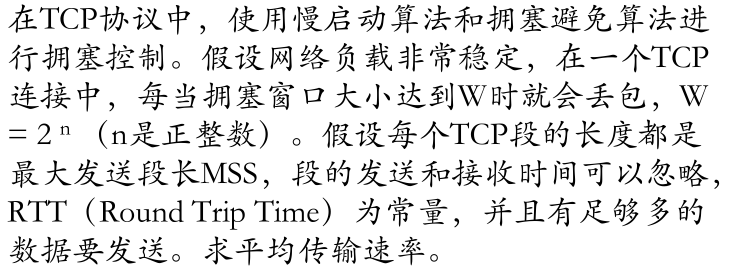 在TCP协议中，使用慢启动算法和拥塞避免算法进
行拥塞控制。假设网络负载非常稳定，在一个TCP
连接中，每当拥塞窗口大小达到W时就会丢包，W
= 2 ⁿ （n是正整数）。假设每个TCP段的长度都是
最大发送段长MSS，段的发送和接收时间可以忽略，
RTT（Round Trip Time）为常量，并且有足够多的
数据要发送。求平均传输速率。